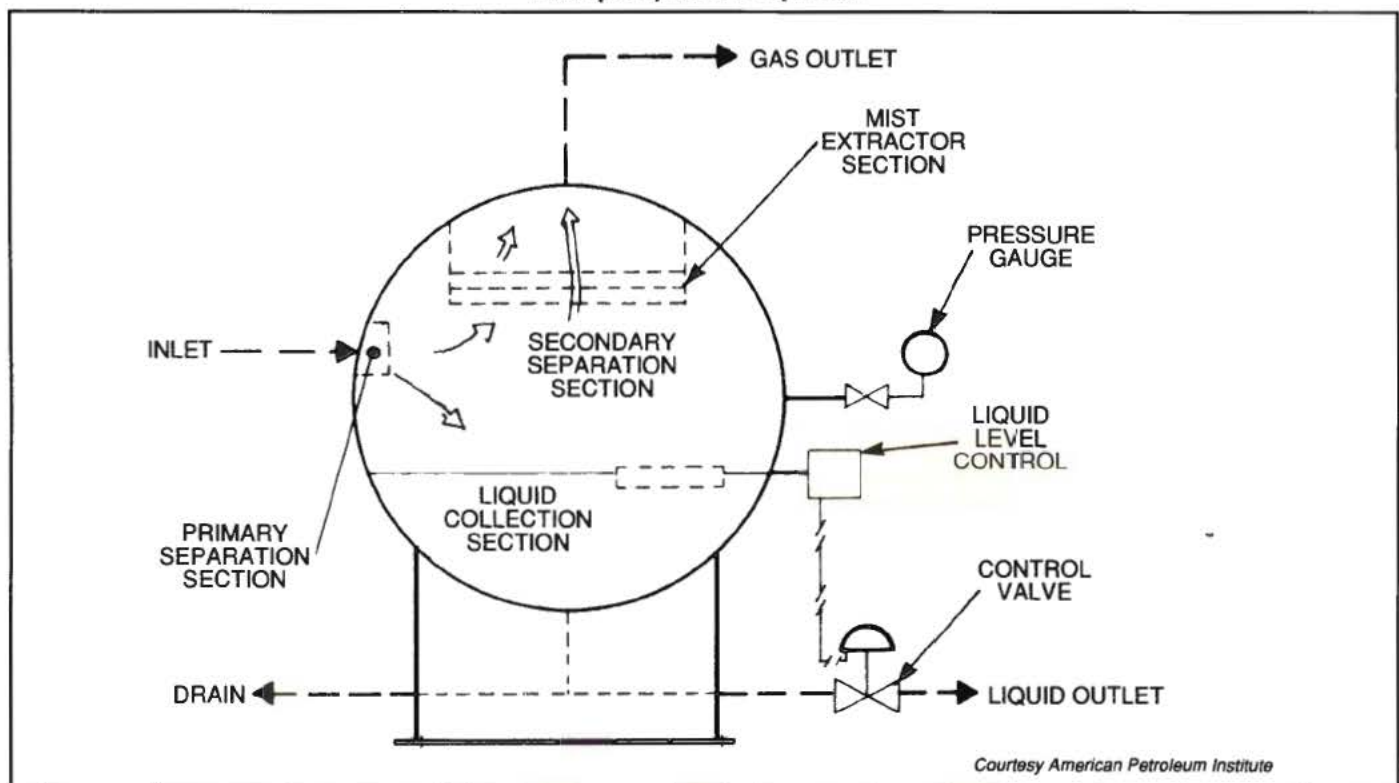 GAS OUTLET
MIST
EXTRACTOR
SECTION
PRESSURE
GAUGE
INLET
SECONDARY
SEPARATION
SECTION
LIQUID
LEVEL
CONTROL
LIQUID
COLLECTION
SECTION
PRIMARY
SEPARATION
SECTION
CONTROL
VALVE
DRAIN
LIQUID OUTLET
Courtesy American Petroleum Institute